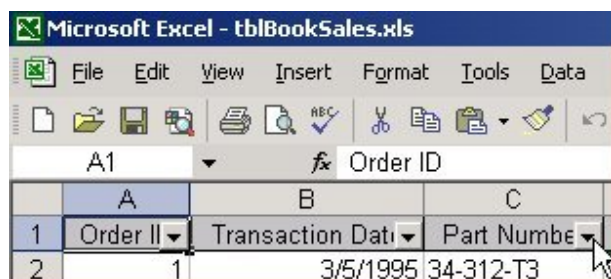 Microsoft Excel - tblBookSales.xls
File Edit View Insert Format Tools Data
ABC
A1 fx Order ID
A B C
1 Order I Transaction Dat Part Numbe
2 1 3/5/1995 34-312-T3